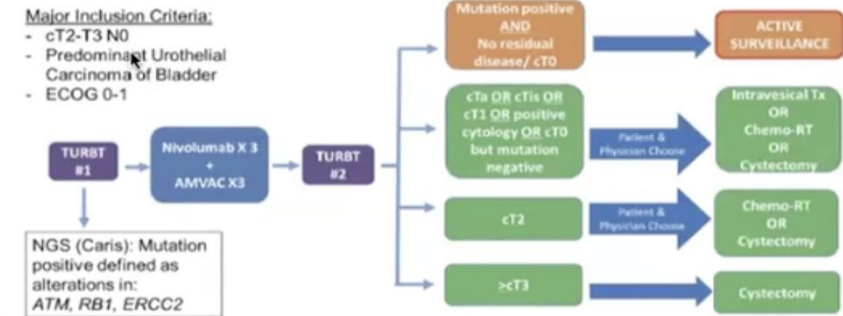 Major Inclusion Criteria:
- cT2-T3 N0
- Predominant Urothelial
Carcinoma of Bladder
- ECOG 0-1
TURBT
#1
Nivolumab X 3
+
AMVAC X3
TURBT
#2
NGS (Caris): Mutation
positive defined as
alterations in:
ATM, RB1, ERCC2
Mutation positive
AND
No residual
disease/ cT0
ACTIVE
SURVEILLANCE
cTa OR cTis OR
cT1 OR positive
cytology OR cT0
but mutation
negative
Patient &
Physician Choose
Intravesical Tx
OR
Chemo-RT
OR
Cystectomy
cT2
Patient &
Physician Choose
Chemo-RT
OR
Cystectomy
>cT3
Cystectomy